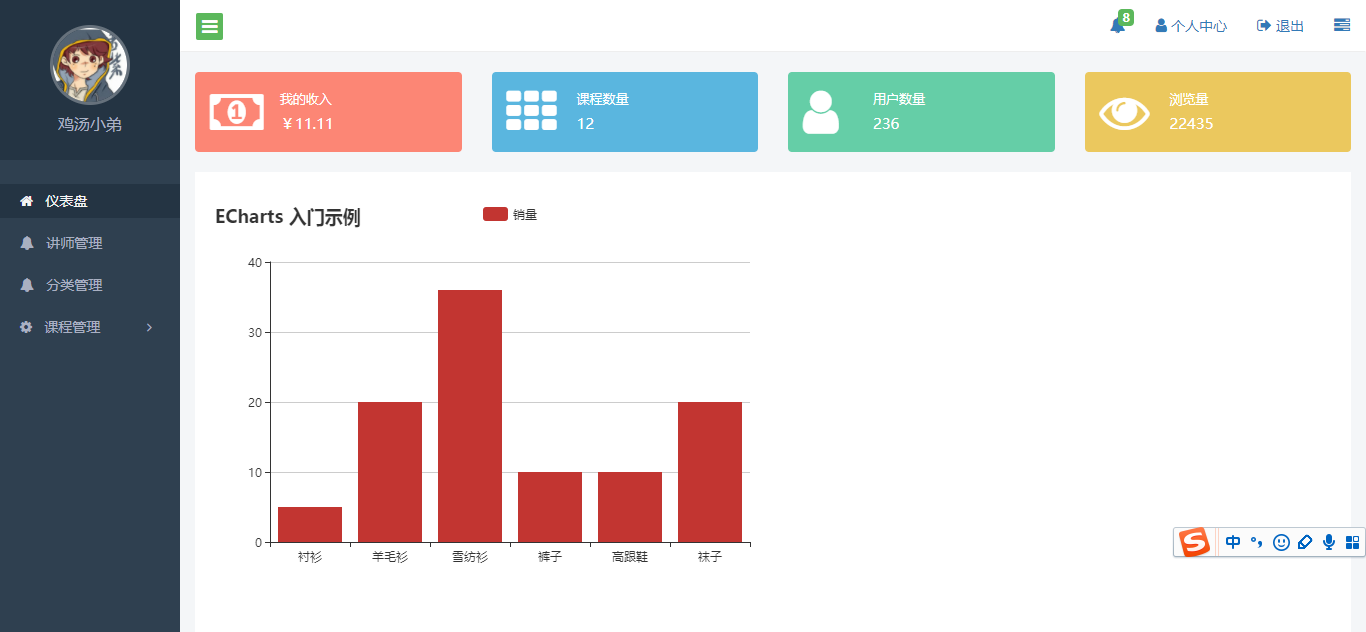 8
个人中心
退出
鸡汤小弟
仪表盘
讲师管理
分类管理
课程管理
1
我的收入
￥11.11
课程数量
12
用户数量
236
浏览量
22435
ECharts 入门示例
销量
40
30
20
10
0
衬衫
羊毛衫
雪纺衫
裤子
高跟鞋
袜子
S
中